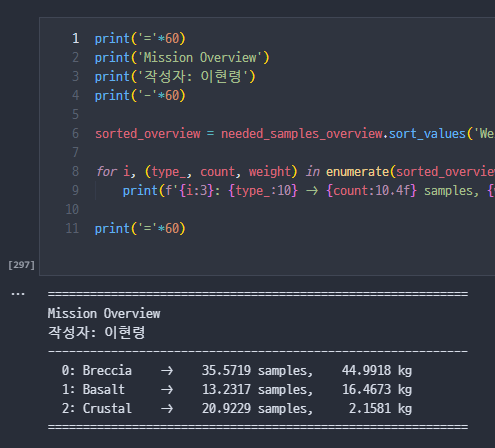 1 print('='*60)
2 print('Mission Overview')
3 print('작성자: 이현령')
4 print('-'*60)
5
6 sorted_overview = needed_samples_overview.sort_values('We
7
8 for i, (type_, count, weight) in enumerate(sorted_overvie
9 print(f'{i:3}: {type_:10} → {count:10.4f} samples, {
10
11 print('='*60)
[297]
...
============================================================
Mission Overview
작성자: 이현령
------------------------------------------------------------
0: Breccia → 35.5719 samples, 44.9918 kg
1: Basalt → 13.2317 samples, 16.4673 kg
2: Crustal → 20.9229 samples, 2.1581 kg
============================================================